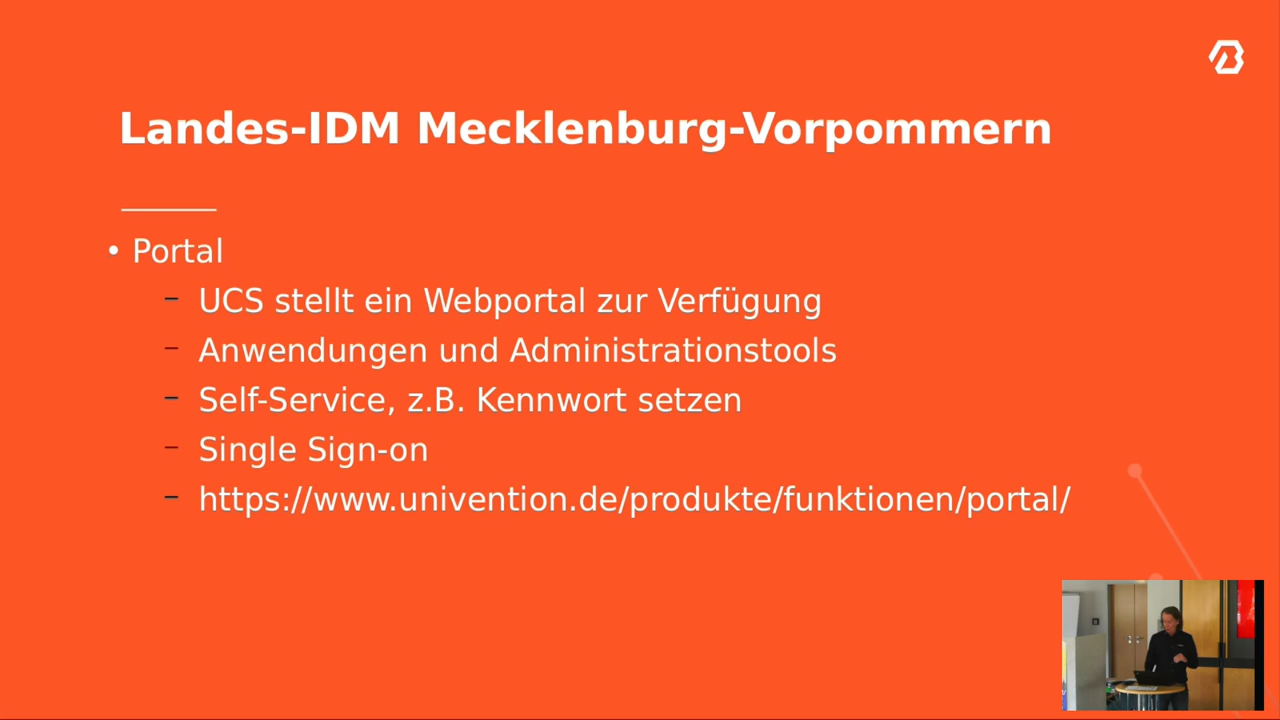 Landes-IDM Mecklenburg-Vorpommern
• Portal
– UCS stellt ein Webportal zur Verfügung
– Anwendungen und Administrationstools
– Self-Service, z.B. Kennwort setzen
– Single Sign-on
– https://www.univention.de/produkte/funktionen/portal/